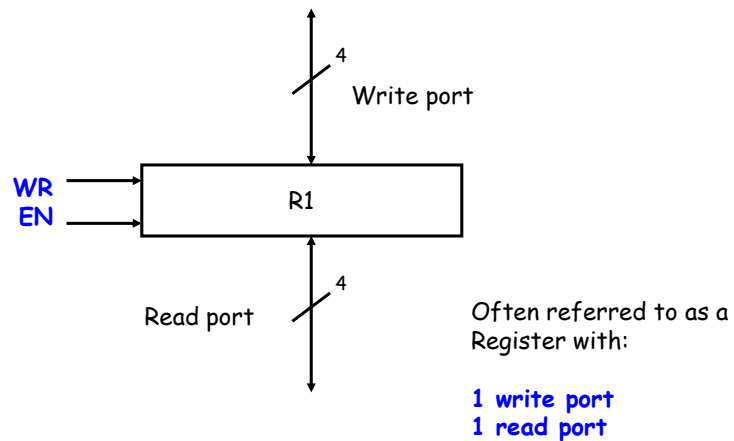 4
Write port
WR
EN
R1
4
Read port
Often referred to as a
Register with:
1 write port
1 read port